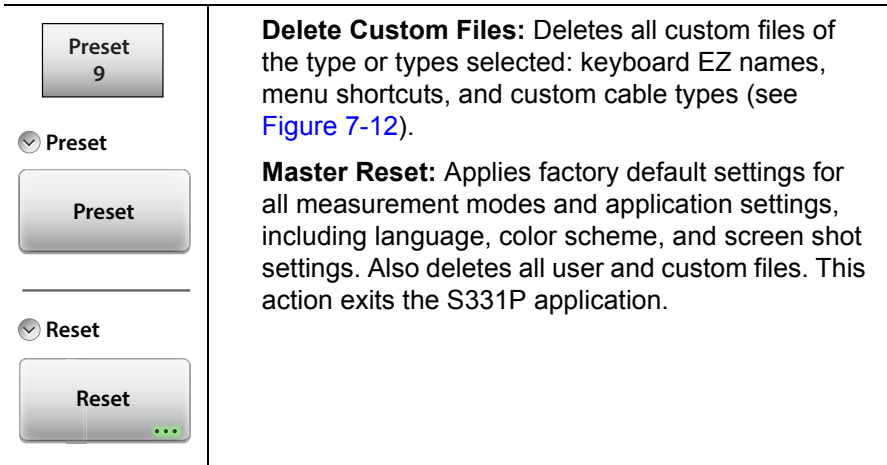 Preset
9
Preset
Preset
Reset
Reset
Delete Custom Files: Deletes all custom files of
the type or types selected: keyboard EZ names,
menu shortcuts, and custom cable types (see
Figure 7-12).
Master Reset: Applies factory default settings for
all measurement modes and application settings,
including language, color scheme, and screen shot
settings. Also deletes all user and custom files. This
action exits the S331P application.